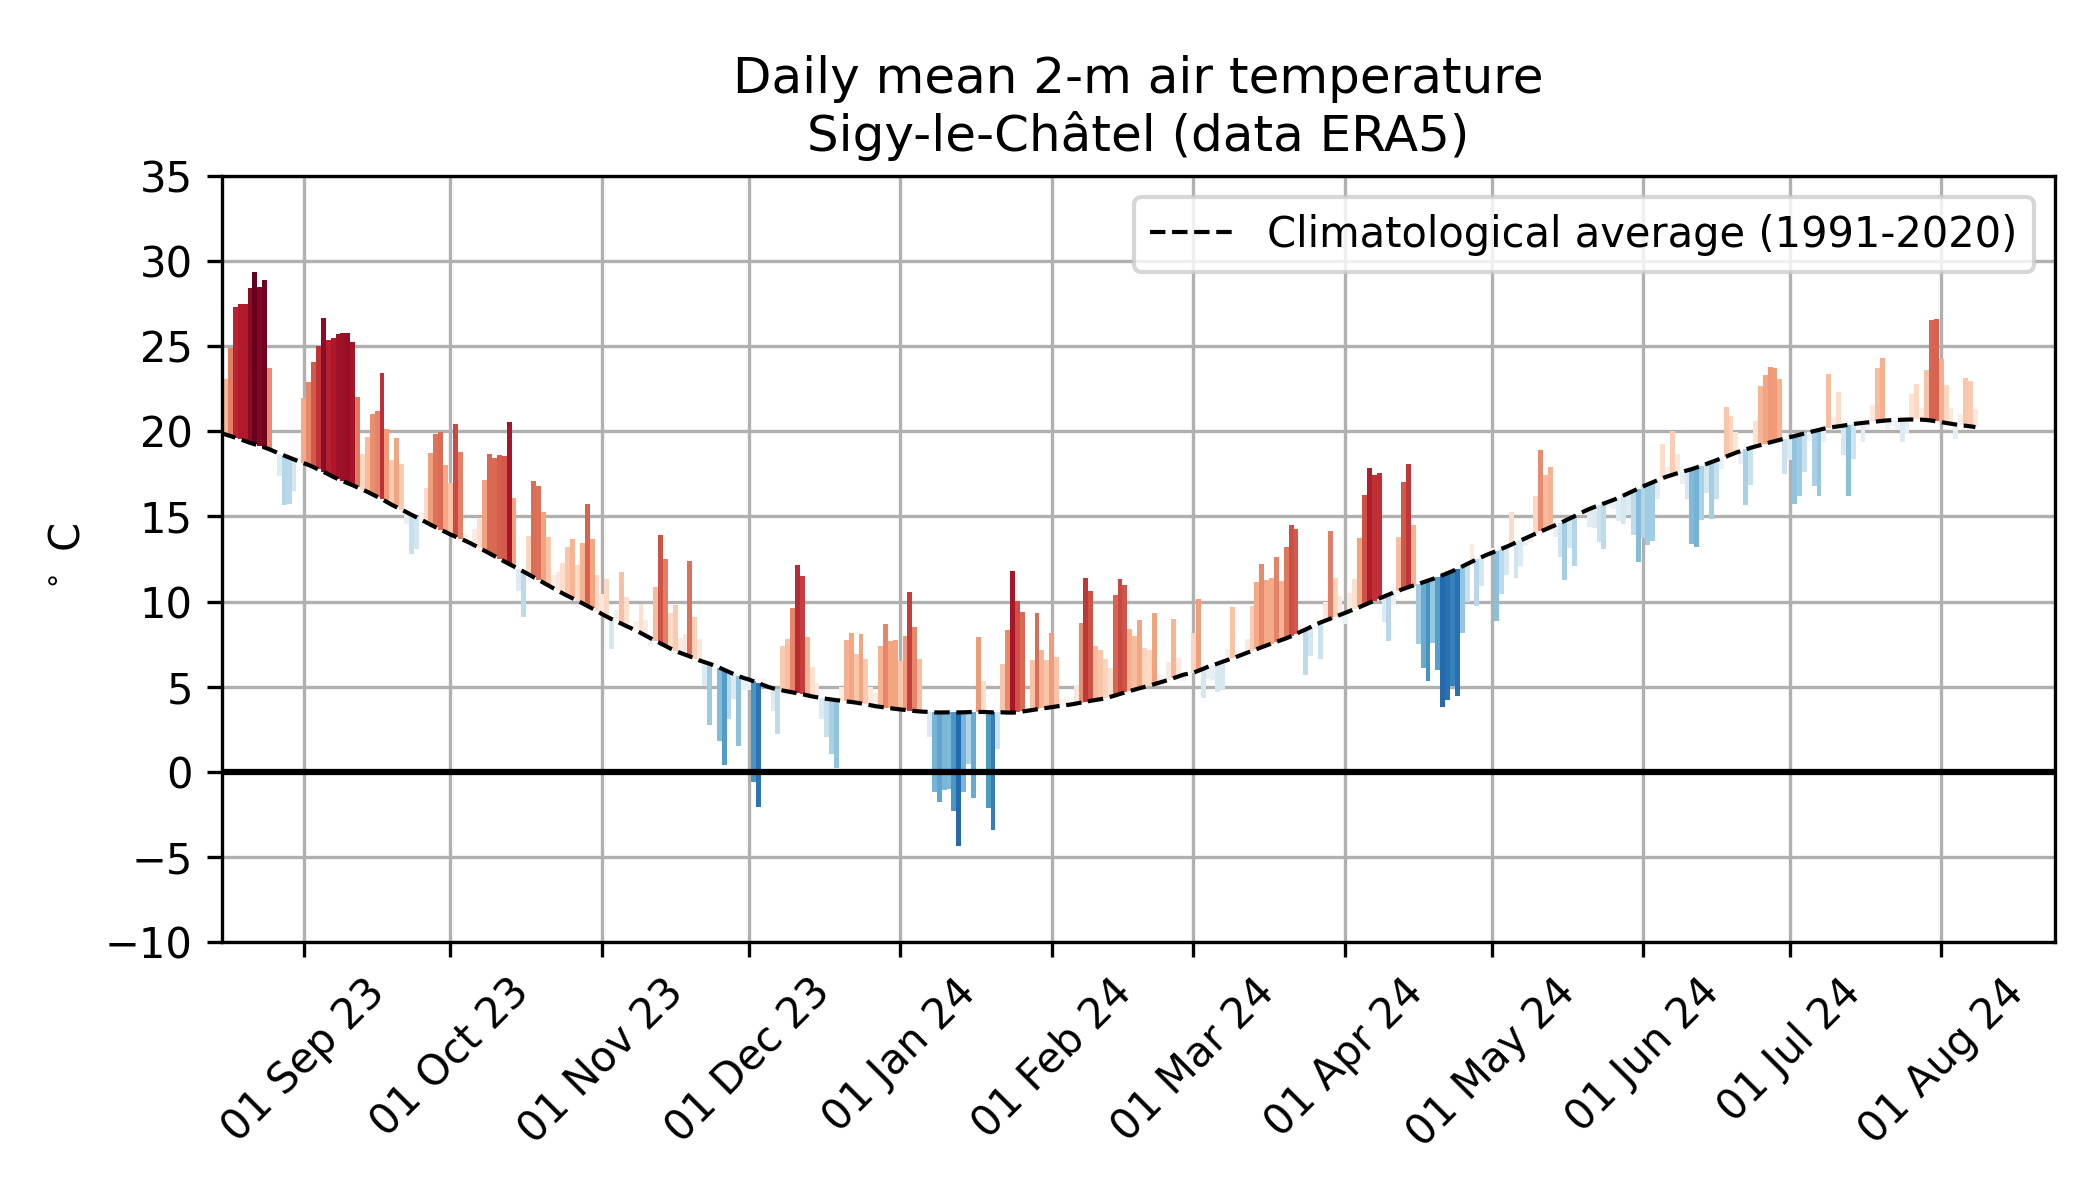 Daily mean 2-m air temperature
Sigy-le-Châtel (data ERA5)
Climatological average (1991-2020)
° C
35
30
25
20
15
10
5
0
−5
−10
01 Sep 23
01 Oct 23
01 Nov 23
01 Dec 23
01 Jan 24
01 Feb 24
01 Mar 24
01 Apr 24
01 May 24
01 Jun 24
01 Jul 24
01 Aug 24